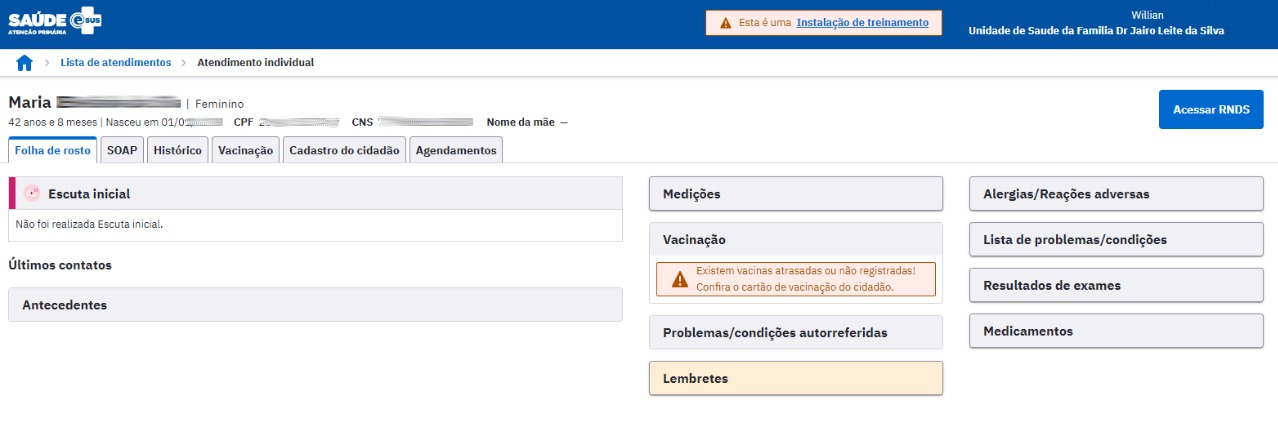 SAÚDE e SUS
ATENÇÃO PRIMÁRIA
Esta é uma Instalação de treinamento
Willian
Unidade de Saude da Familia Dr Jairo Leite da Silva
Lista de atendimentos
Atendimento individual
Maria | Feminino
42 anos e 8 meses | Nasceu em 01/0 CPF CNS Nome da mãe —
Acessar RNDS
Folha de rosto SOAP Histórico Vacinação Cadastro do cidadão Agendamentos
Escuta inicial
Não foi realizada Escuta inicial.
Últimos contatos
Antecedentes
Medições
Vacinação
Existem vacinas atrasadas ou não registradas!
Confira o cartão de vacinação do cidadão.
Problemas/condições autorreferidas
Lembretes
Alergias/Reações adversas
Lista de problemas/condições
Resultados de exames
Medicamentos